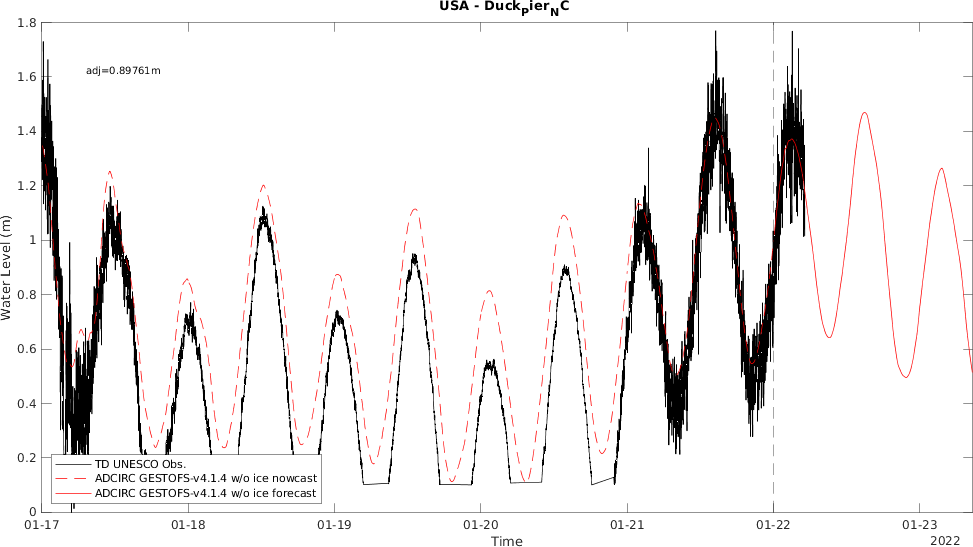 USA - DuckPierNC
1.8
1.6
1.4
1.2
1
0.8
0.6
0.4
0.2
0
Water Level (m)
adj=0.89761m
TD UNESCO Obs.
ADCIRC GESTOFS-v4.1.4 w/o ice nowcast
ADCIRC GESTOFS-v4.1.4 w/o ice forecast
01-17 01-18 01-19 01-20 01-21 01-22 01-23
Time
2022